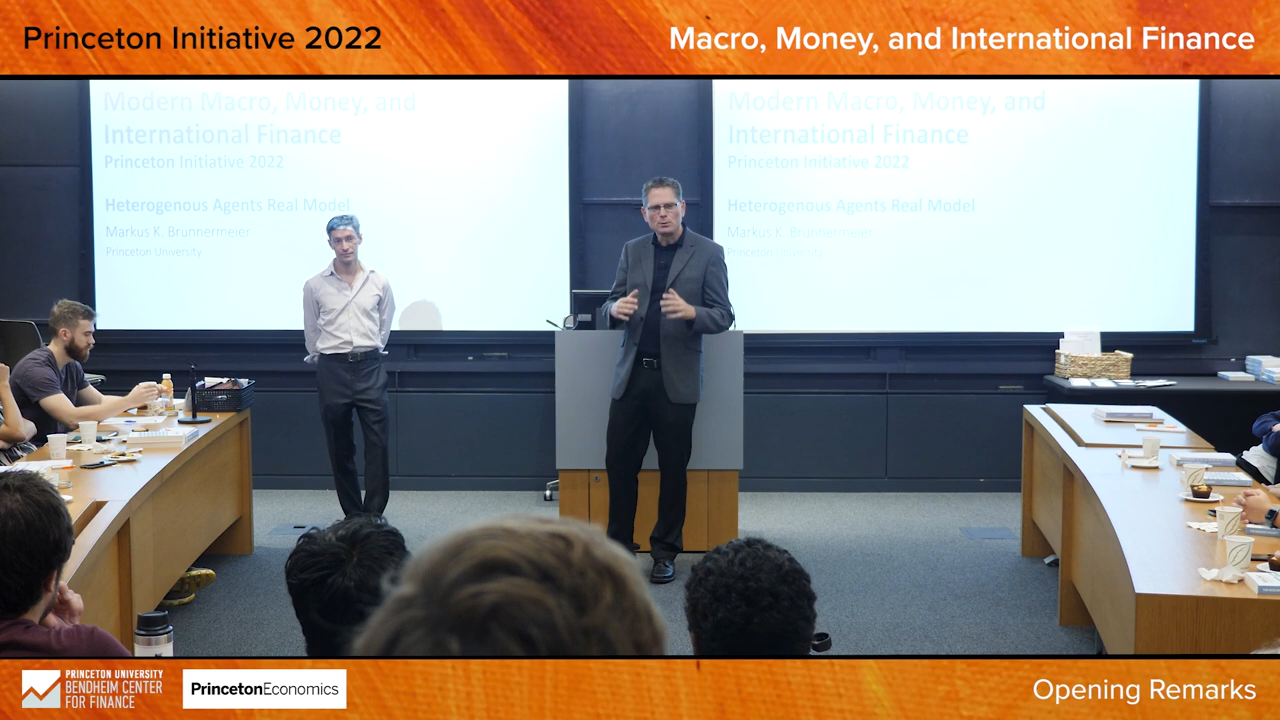 Princeton Initiative 2022
Macro, Money, and International Finance
Modern Macro, Money, and
International Finance
Princeton Initiative 2022
Heterogenous Agents Real Model
Markus K. Brunnermeier
Princeton University
Modern Macro, Money, and
International Finance
Princeton Initiative 2022
Heterogenous Agents Real Model
Markus K. Brunnermeier
Princeton University
PRINCETON UNIVERSITY
BENDHEIM CENTER
FOR FINANCE
PrincetonEconomics
Opening Remarks